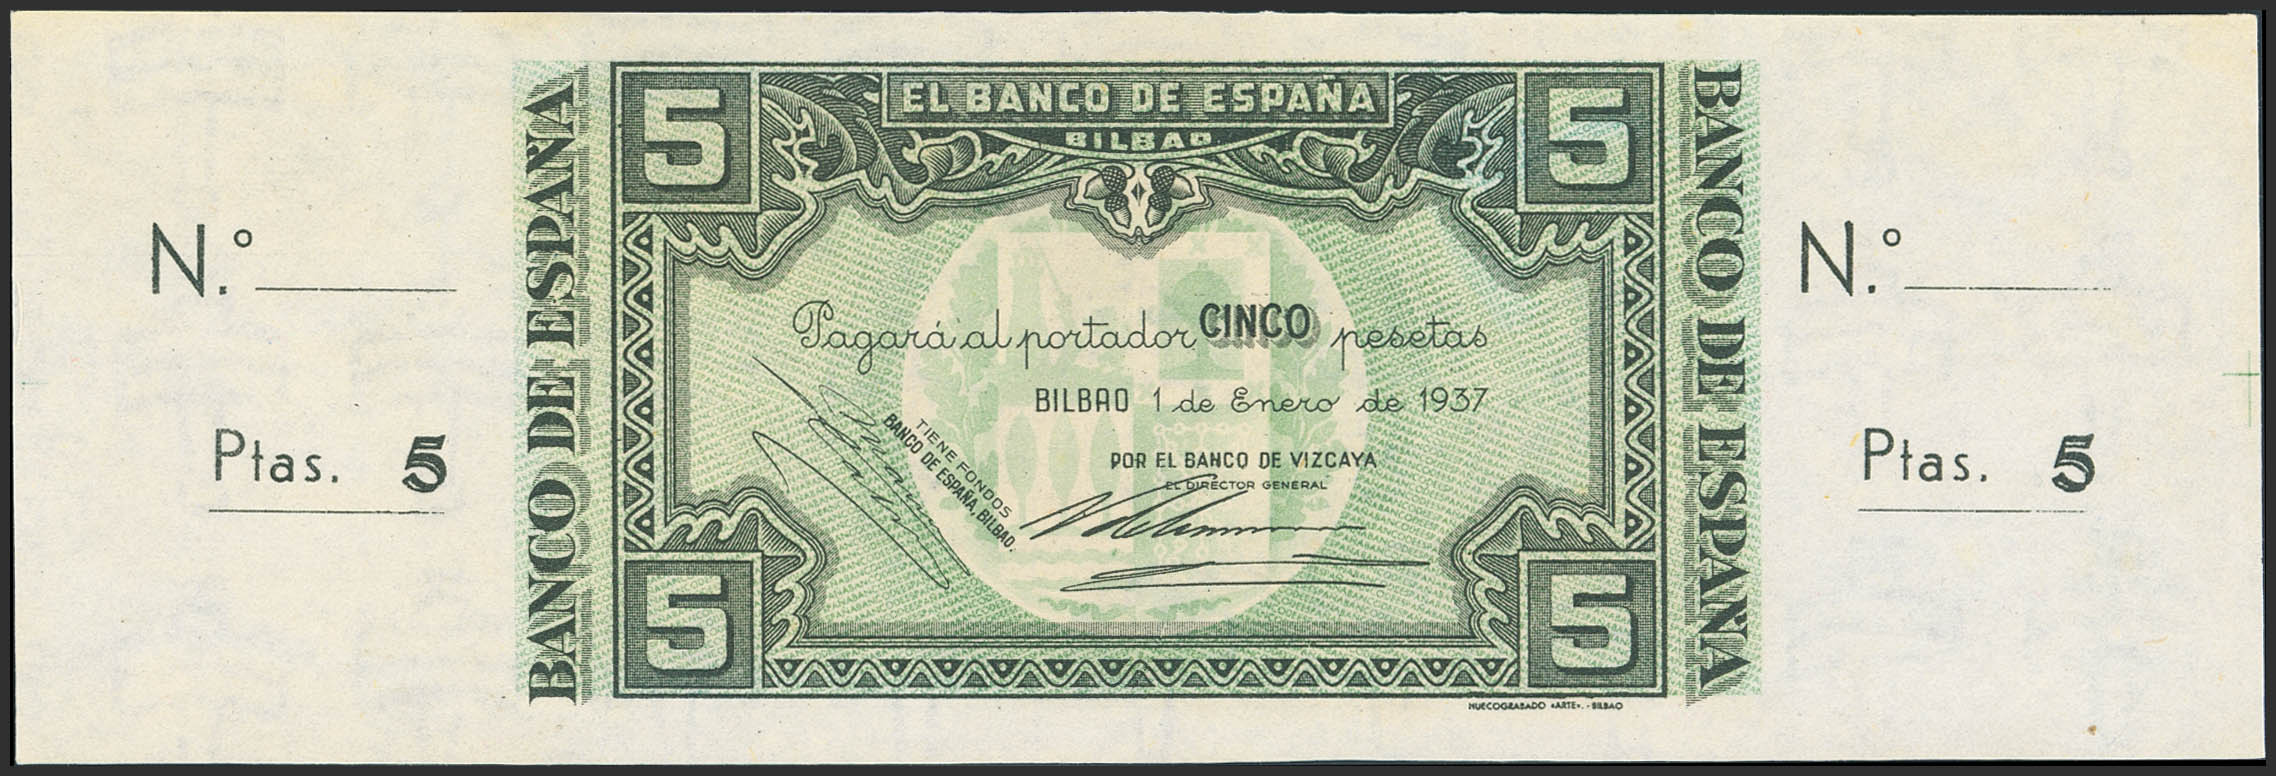 EL BANCO DE ESPAÑA
BILBAO
5
5
N.º
Ptas. 5
BANCO DE ESPAÑA
Pagará al portador CINCO pesetas
BILBAO 1 de Enero de 1937
TIENE FONDOS
BANCO DE ESPAÑA, BILBAO.
POR EL BANCO DE VIZCAYA
EL DIRECTOR GENERAL
5
5
HUECOGRABADO «ARTE». - BILBAO
BANCO DE ESPAÑA
N.º
Ptas. 5